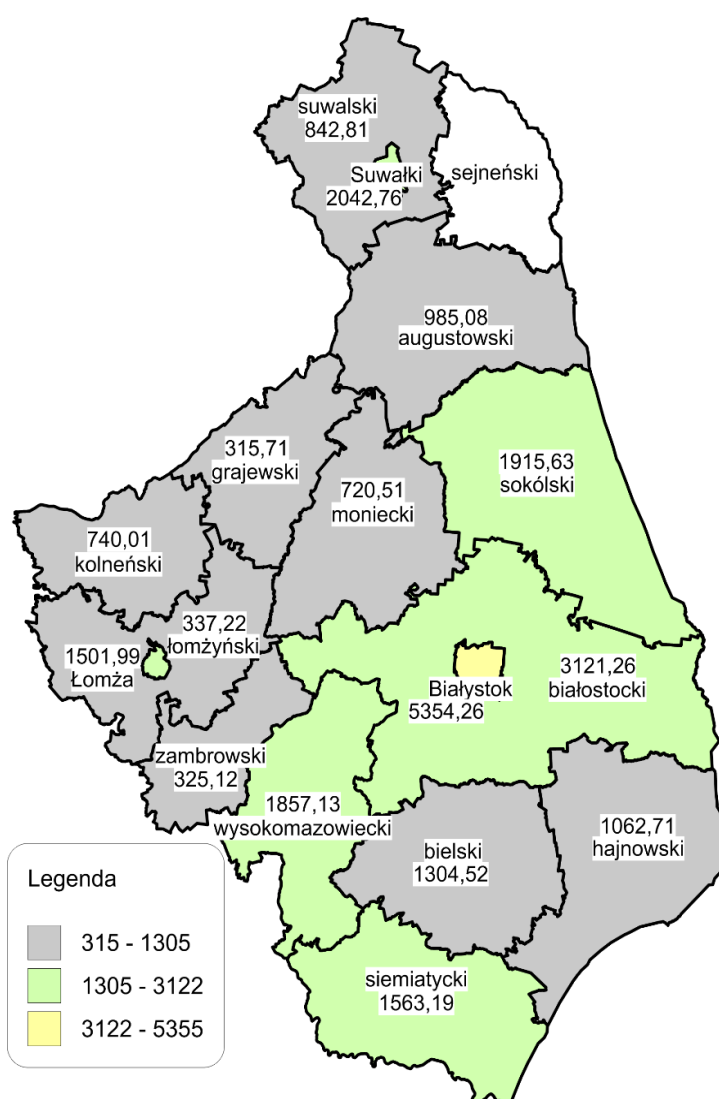 suwalski
842,81
Suwałki
2042,76
sejneński
985,08
augustowski
315,71
grajewski
720,51
moniecki
1915,63
sokólski
740,01
kolneński
337,22
łomżyński
1501,99
Łomża
3121,26
białostocki
Białystok
5354,26
zambrowski
325,12
1857,13
wysokomazowiecki
bielski
1304,52
1062,71
hajnowski
siemiatycki
1563,19
Legenda
315 - 1305
1305 - 3122
3122 - 5355